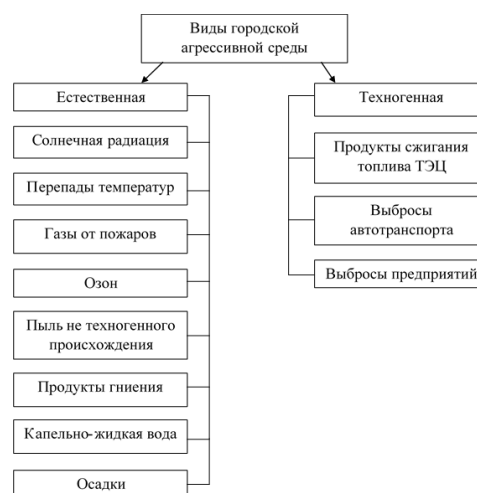 Виды городской
агрессивной среды
Естественная
Солнечная радиация
Перепады температур
Газы от пожаров
Озон
Пыль не техногенного
происхождения
Продукты гниения
Капельно-жидкая вода
Осадки
Техногенная
Продукты сжигания
топлива ТЭЦ
Выбросы
автотранспорта
Выбросы предприятий